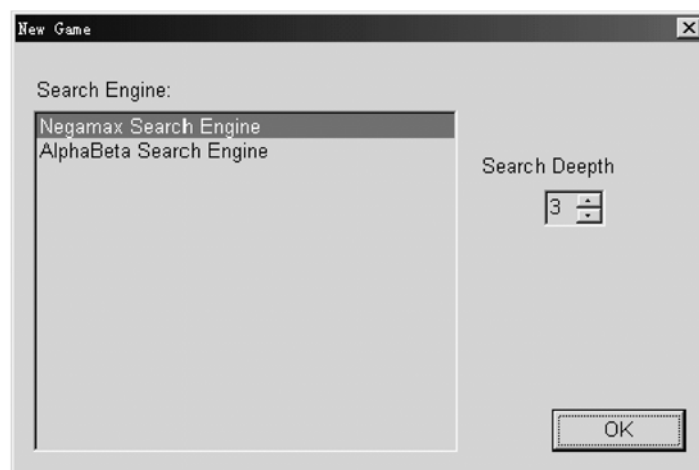 New Game
Search Engine:
Negamax Search Engine
AlphaBeta Search Engine
Search Deepth
3
OK